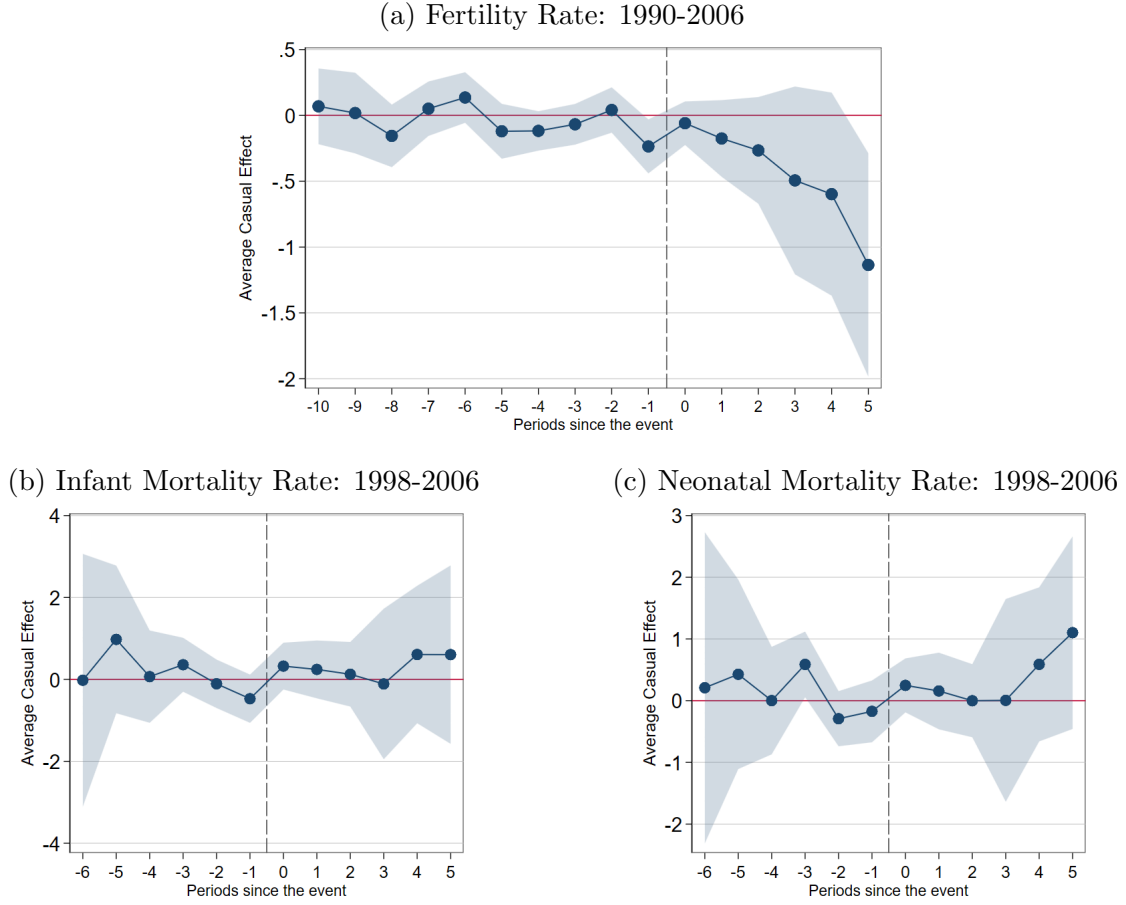 (a) Fertility Rate: 1990-2006
.5
0
-.5
-1
-1.5
-2
Average Casual Effect
-10 -9 -8 -7 -6 -5 -4 -3 -2 -1 0 1 2 3 4 5
Periods since the event
(b) Infant Mortality Rate: 1998-2006
4
2
0
-2
-4
Average Casual Effect
-6 -5 -4 -3 -2 -1 0 1 2 3 4 5
Periods since the event
(c) Neonatal Mortality Rate: 1998-2006
3
2
1
0
-1
-2
Average Casual Effect
-6 -5 -4 -3 -2 -1 0 1 2 3 4 5
Periods since the event